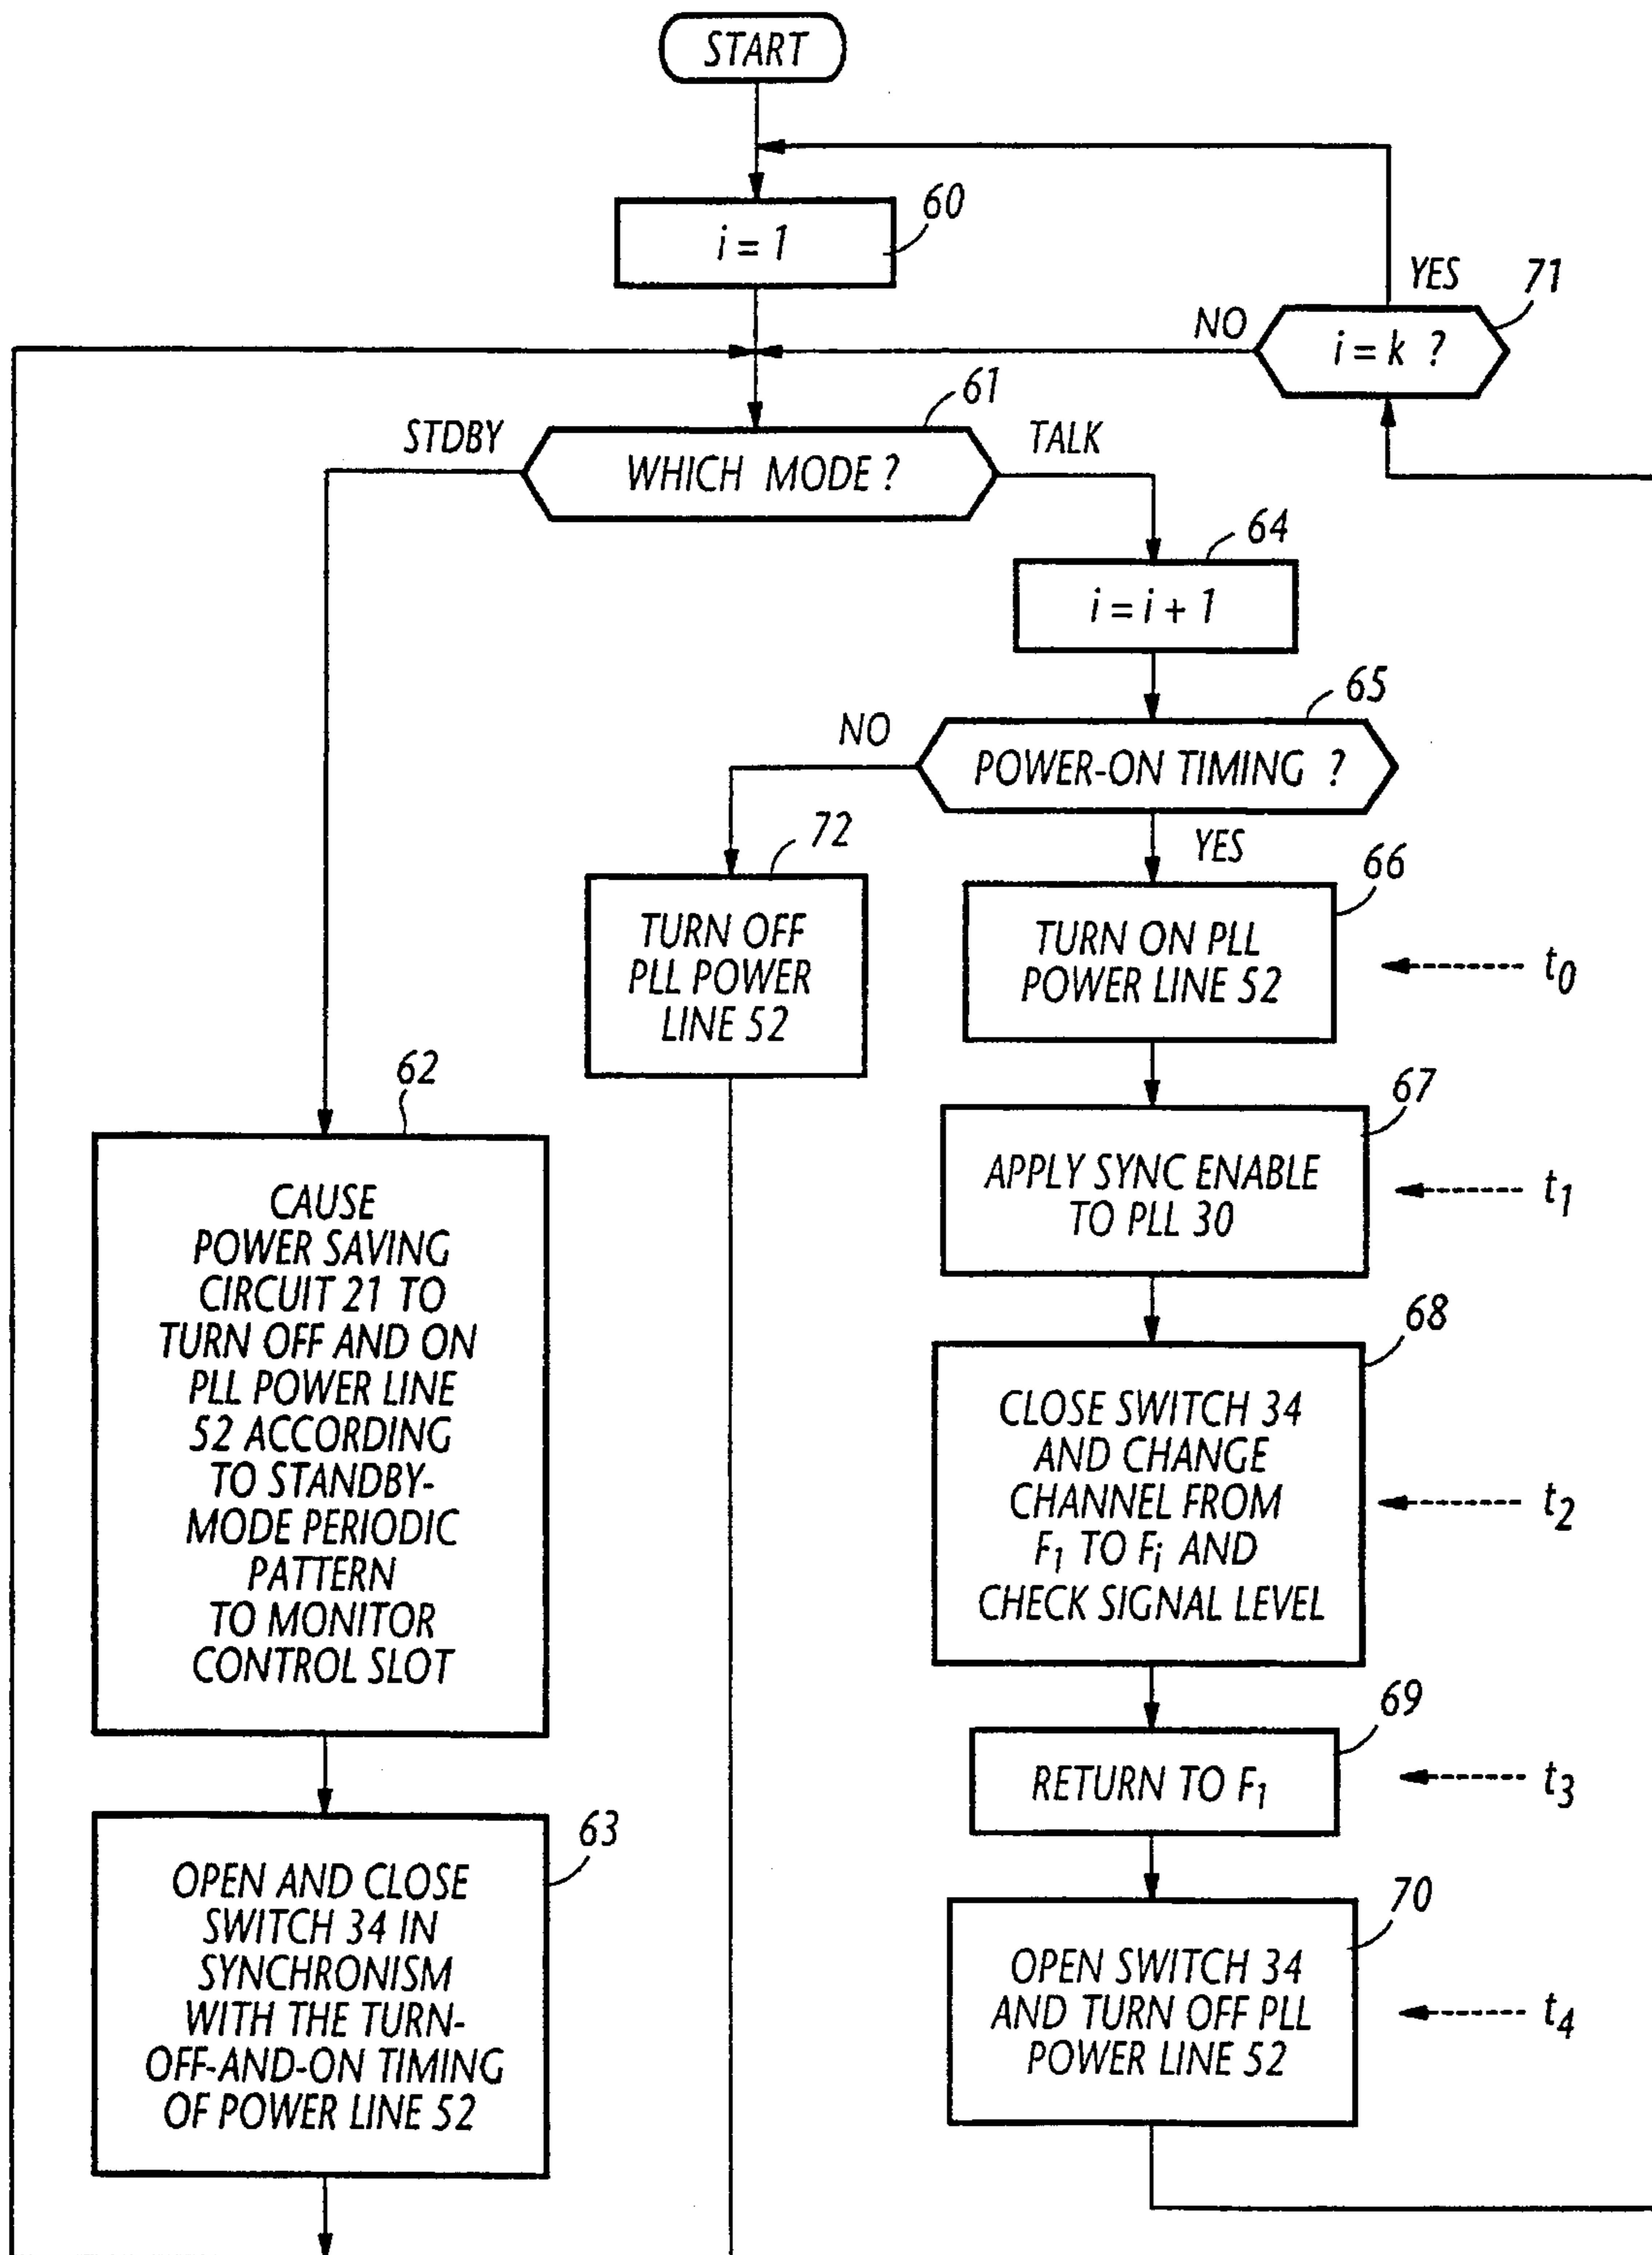 START
60
i = 1
YES
71
NO
i = k ?
61
STDBY
WHICH MODE ?
TALK
64
i = i + 1
65
NO
POWER-ON TIMING ?
YES
72
TURN OFF
PLL POWER
LINE 52
66
TURN ON PLL
POWER LINE 52
t0
62
CAUSE
POWER SAVING
CIRCUIT 21 TO
TURN OFF AND ON
PLL POWER LINE
52 ACCORDING
TO STANDBY-
MODE PERIODIC
PATTERN
TO MONITOR
CONTROL SLOT
67
APPLY SYNC ENABLE
TO PLL 30
t1
68
CLOSE SWITCH 34
AND CHANGE
CHANNEL FROM
F1 TO Fi AND
CHECK SIGNAL LEVEL
t2
69
RETURN TO F1
t3
63
OPEN AND CLOSE
SWITCH 34 IN
SYNCHRONISM
WITH THE TURN-
OFF-AND-ON TIMING
OF POWER LINE 52
70
OPEN SWITCH 34
AND TURN OFF PLL
POWER LINE 52
t4